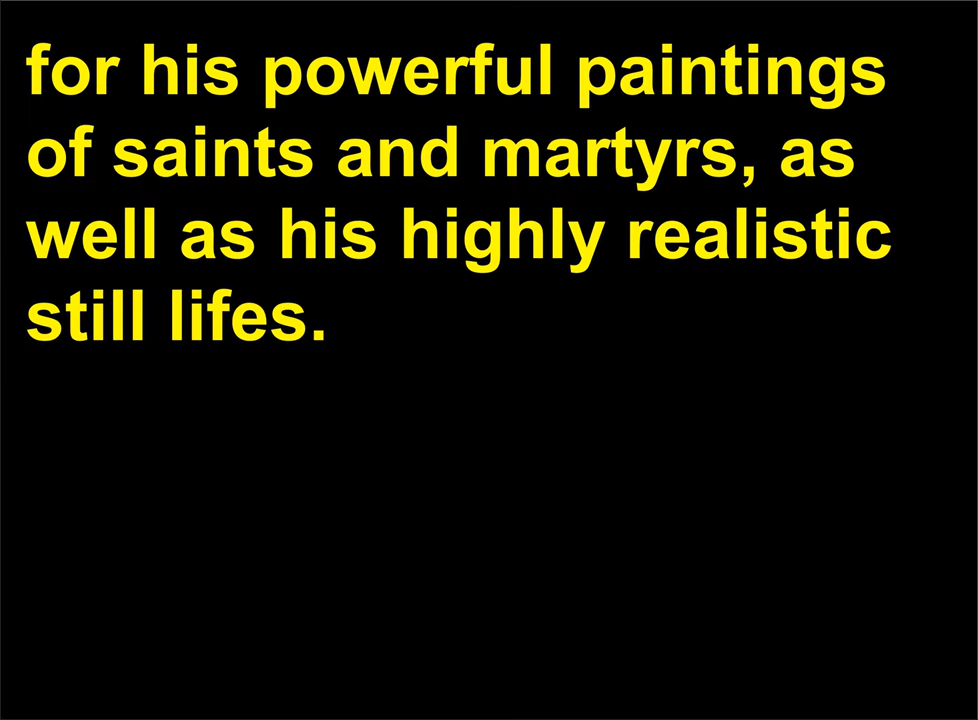 for his powerful paintings
of saints and martyrs, as
well as his highly realistic
still lifes.